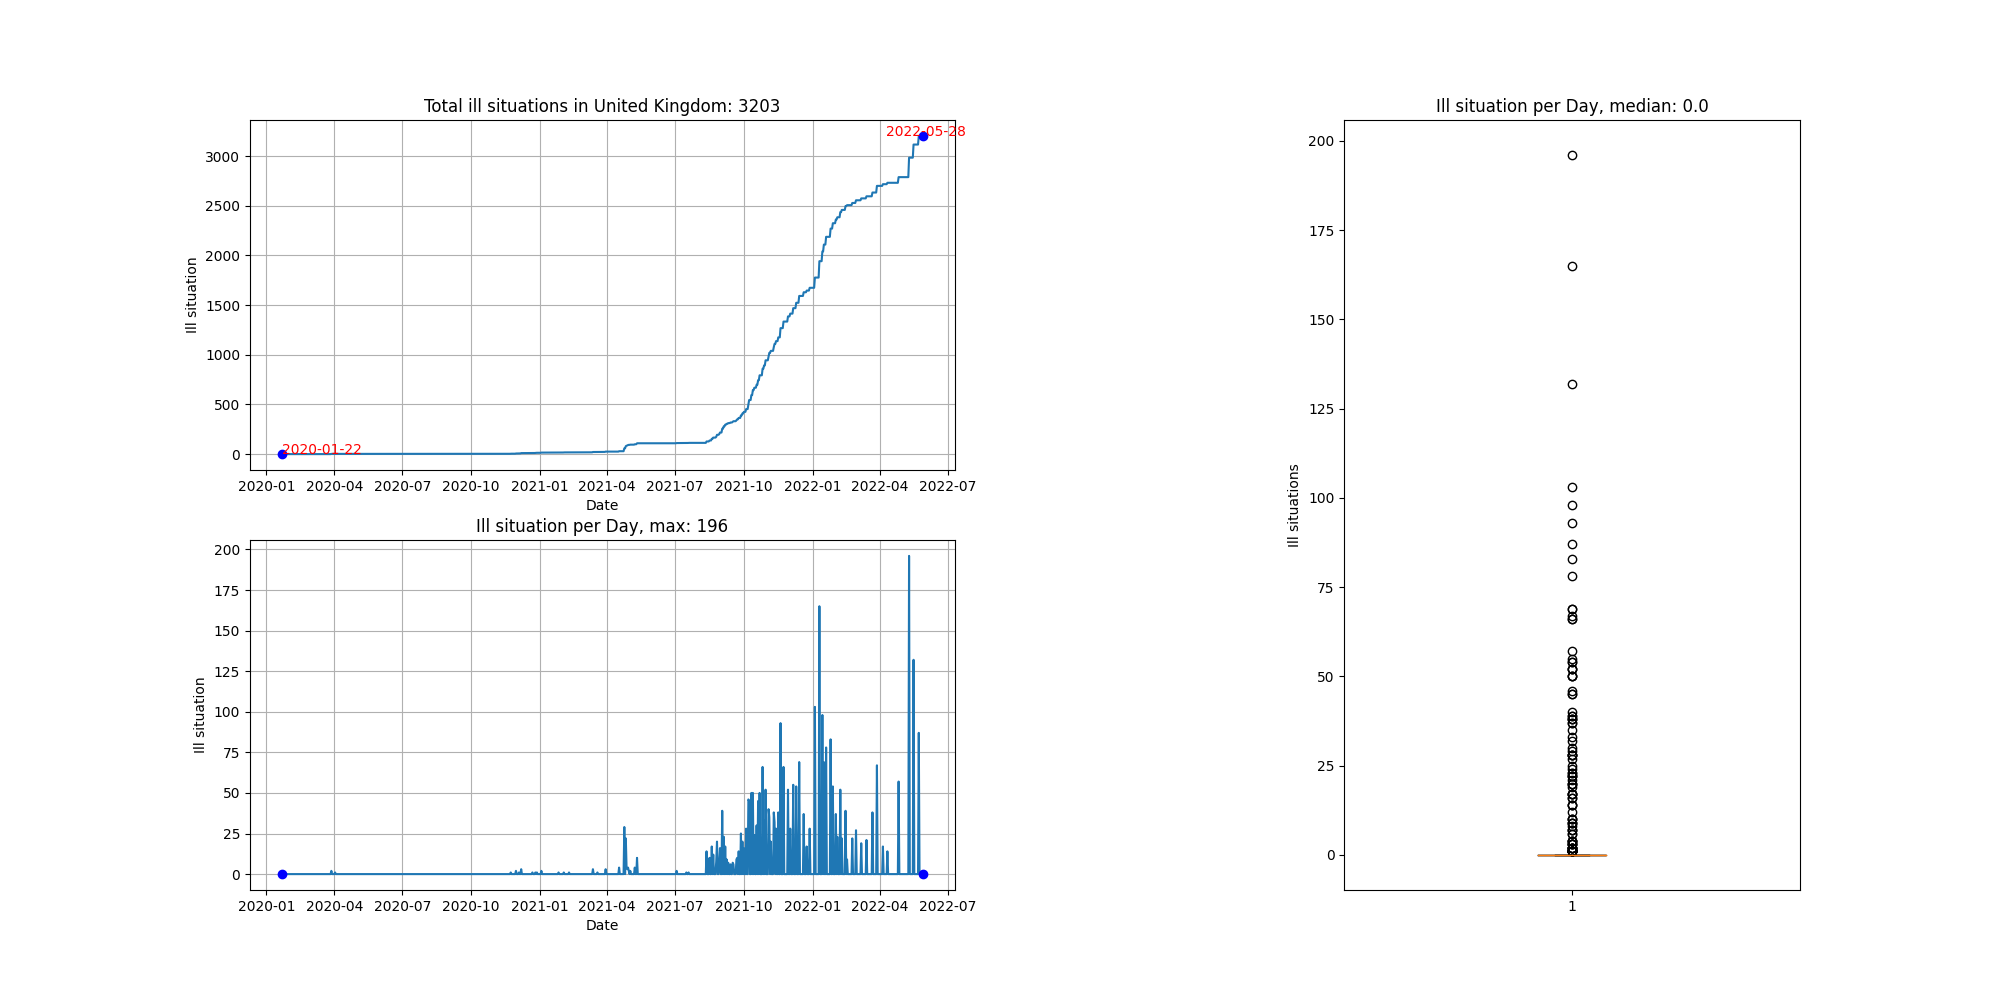 Total ill situations in United Kingdom: 3203
2022-05-28
3000
2500
2000
1500
1000
500
0
Ill situation
2020-01-22
2020-01 2020-04 2020-07 2020-10 2021-01 2021-04 2021-07 2021-10 2022-01 2022-04 2022-07
Date
Ill situation per Day, max: 196
200
175
150
125
100
75
50
25
0
Ill situation
2020-01 2020-04 2020-07 2020-10 2021-01 2021-04 2021-07 2021-10 2022-01 2022-04 2022-07
Date
Ill situation per Day, median: 0.0
200
175
150
125
100
75
50
25
0
Ill situations
1